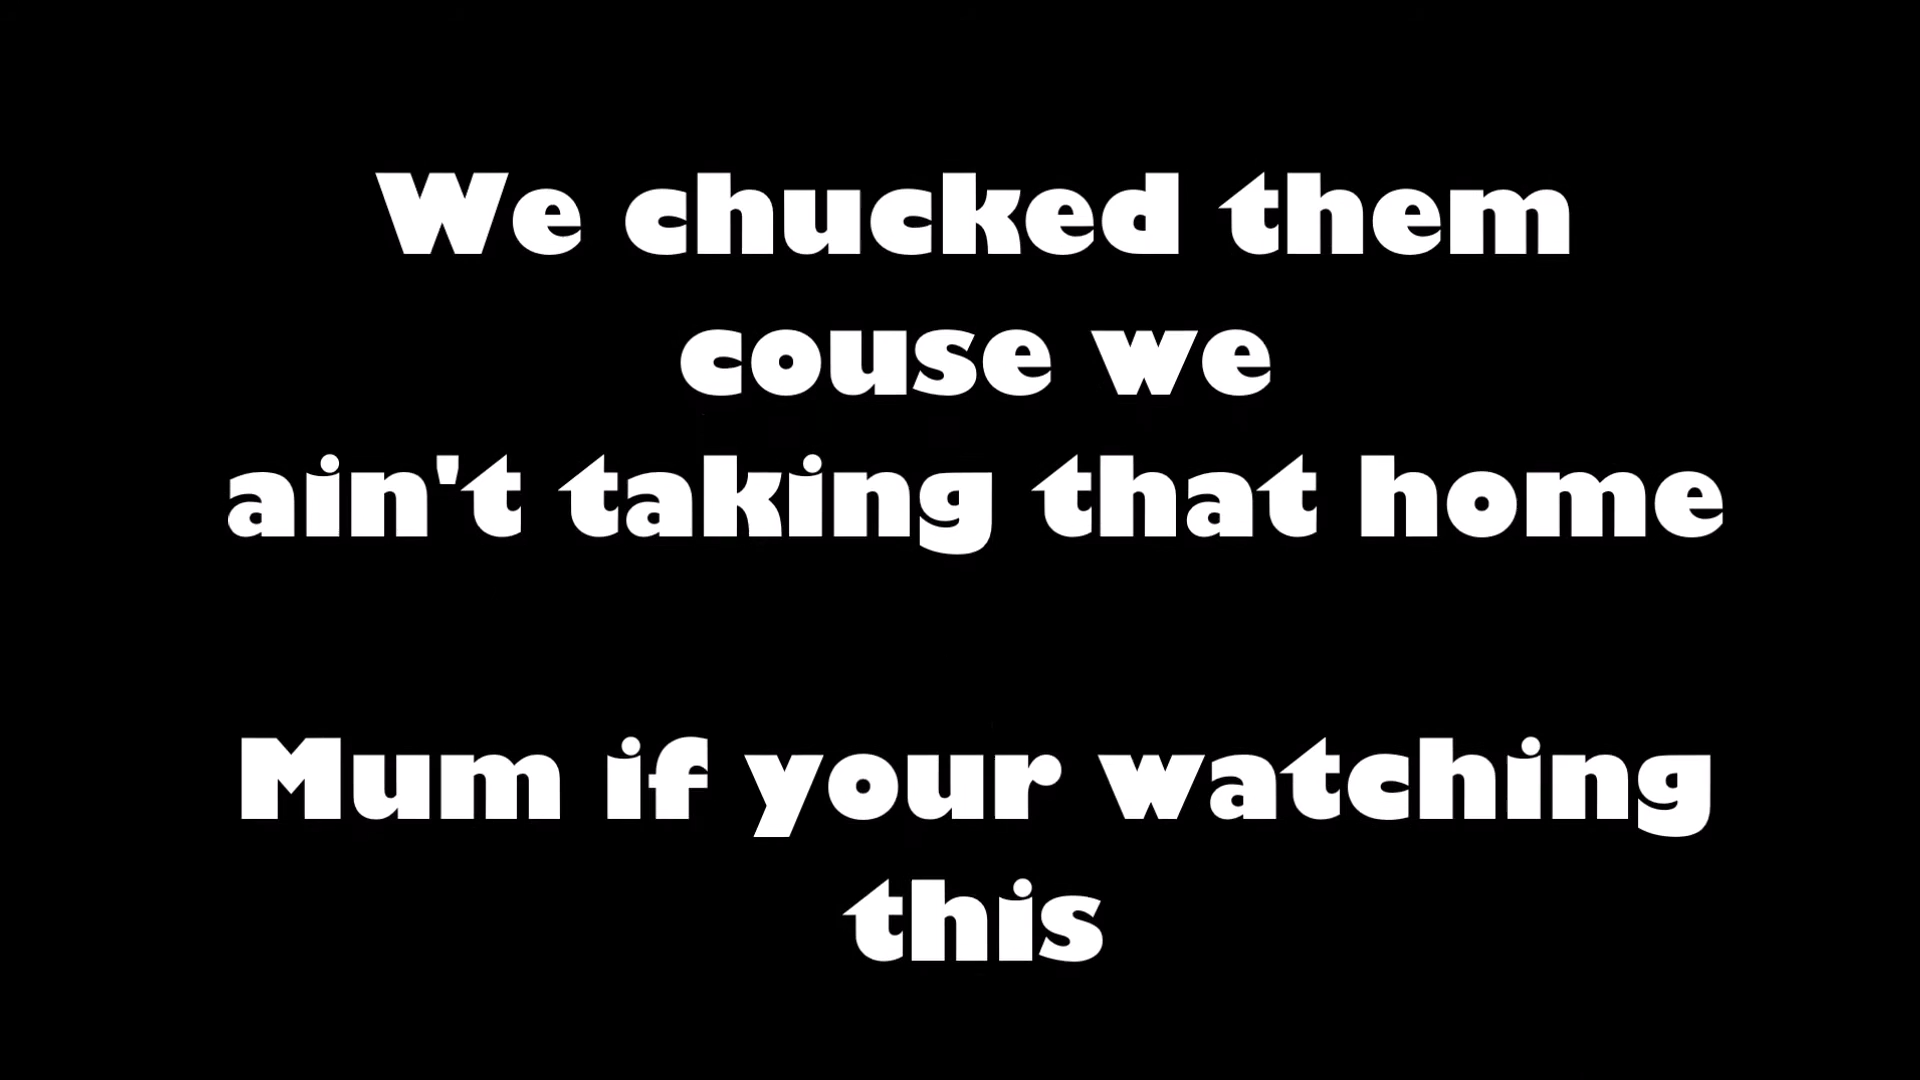 We chucked them
couse we
ain't taking that home
Mum if your watching
this